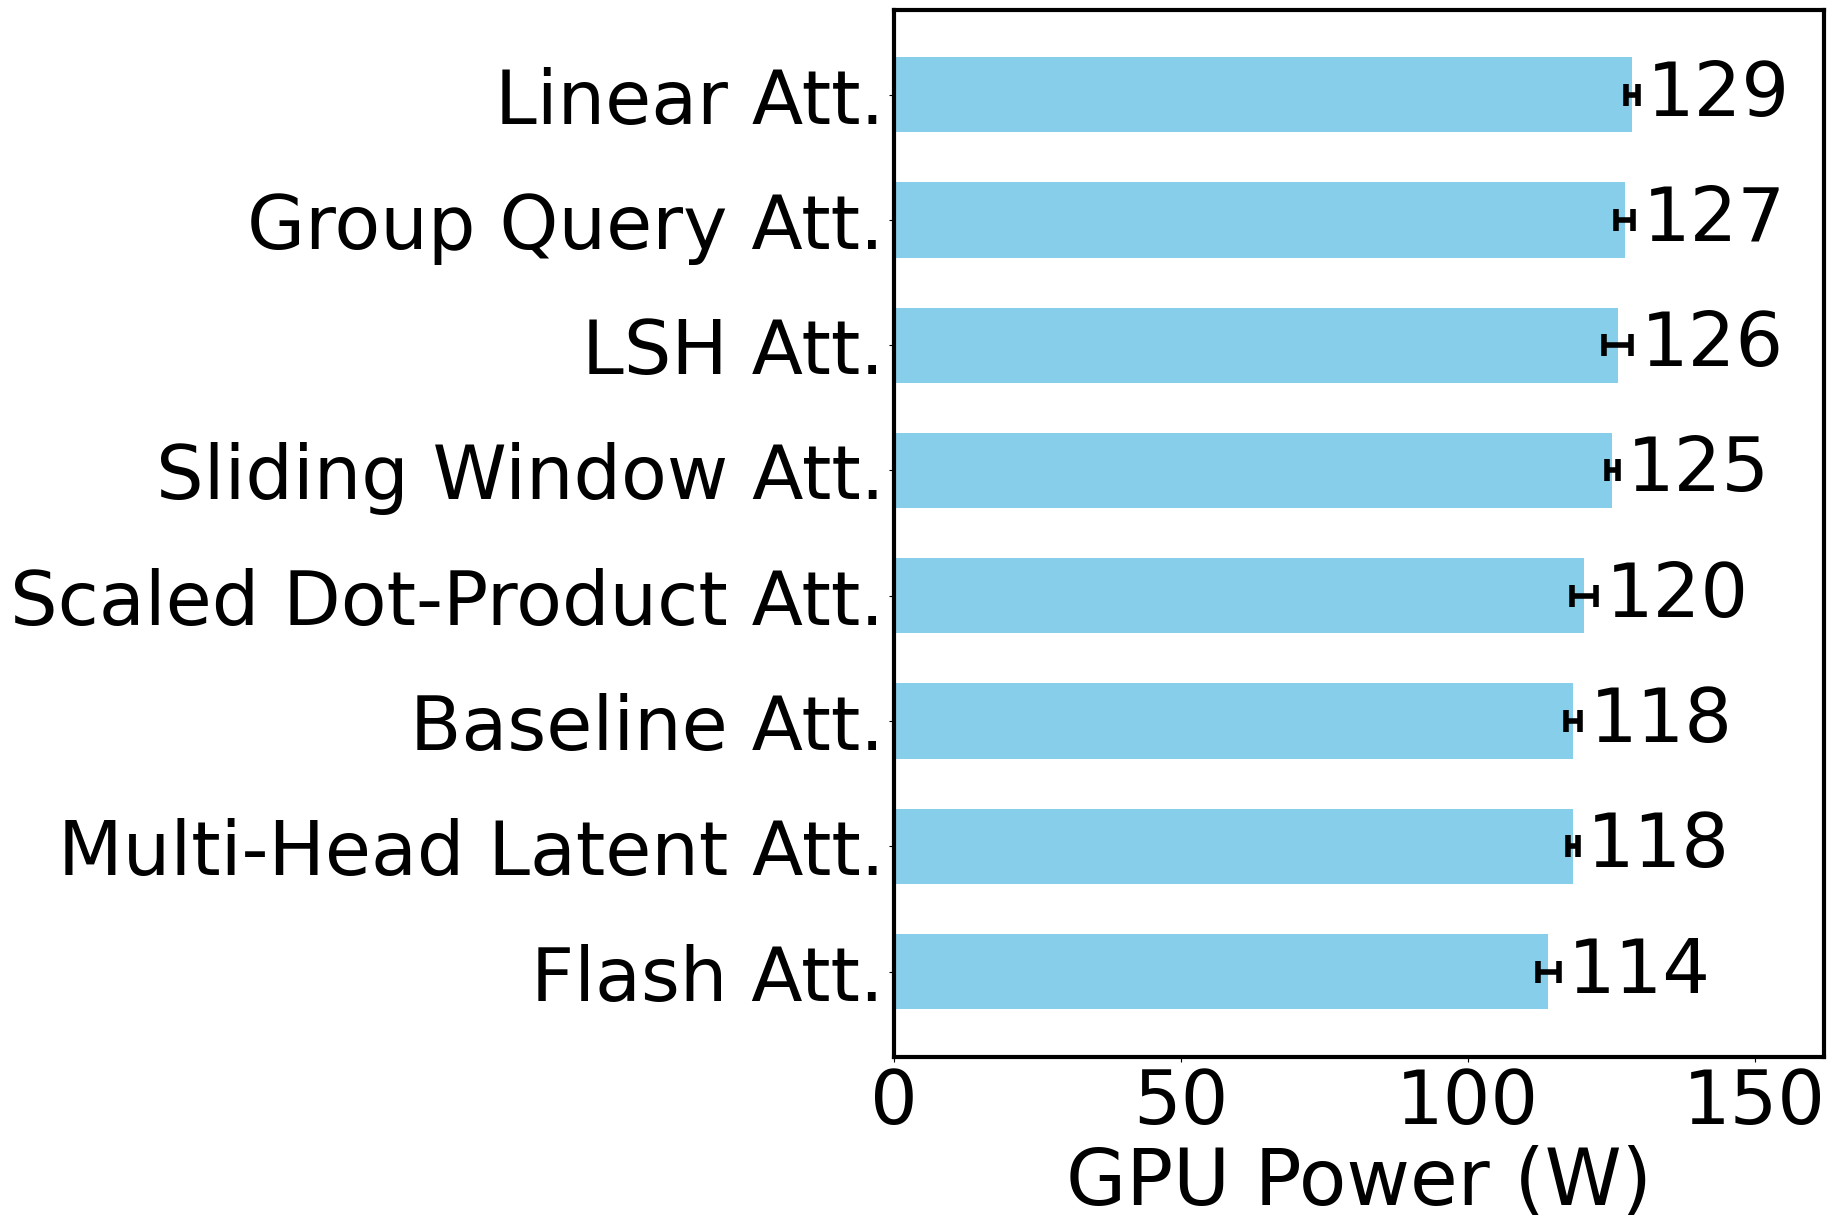 Linear Att. 129
Group Query Att. 127
LSH Att. 126
Sliding Window Att. 125
Scaled Dot-Product Att. 120
Baseline Att. 118
Multi-Head Latent Att. 118
Flash Att. 114
0 50 100 150
GPU Power (W)